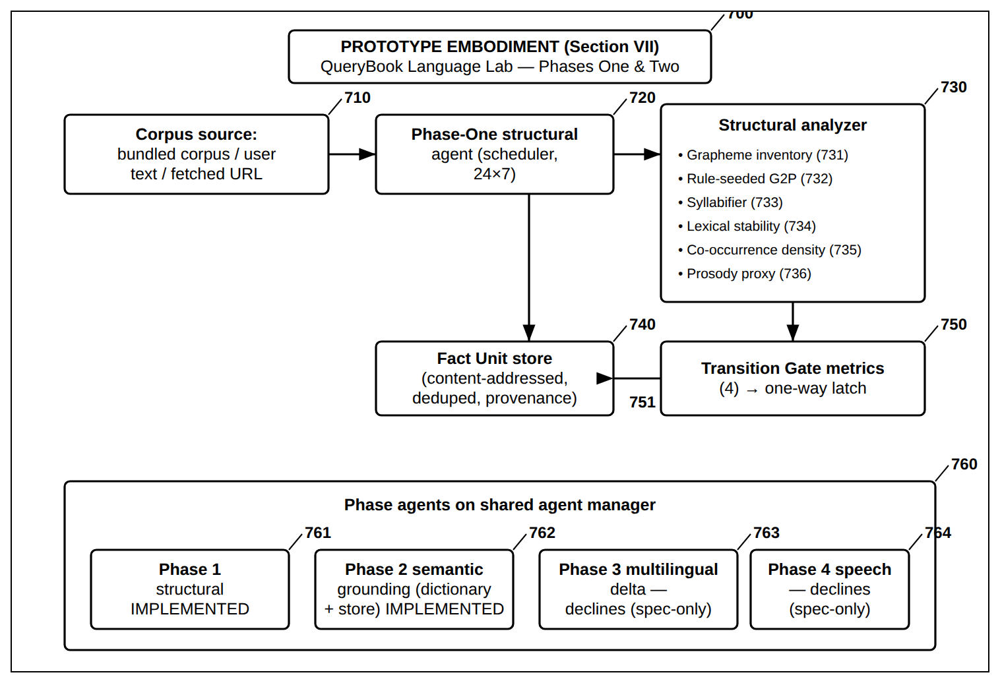 700
PROTOTYPE EMBODIMENT (Section VII)
QueryBook Language Lab — Phases One & Two
710
Corpus source:
bundled corpus / user
text / fetched URL
720
Phase-One structural
agent (scheduler,
24×7)
730
Structural analyzer
• Grapheme inventory (731)
• Rule-seeded G2P (732)
• Syllabifier (733)
• Lexical stability (734)
• Co-occurrence density (735)
• Prosody proxy (736)
740
Fact Unit store
(content-addressed,
deduped, provenance)
751
750
Transition Gate metrics
(4) → one-way latch
760
Phase agents on shared agent manager
761
Phase 1
structural
IMPLEMENTED
762
Phase 2 semantic
grounding (dictionary
+ store) IMPLEMENTED
763
Phase 3 multilingual
delta —
declines (spec-only)
764
Phase 4 speech
— declines
(spec-only)